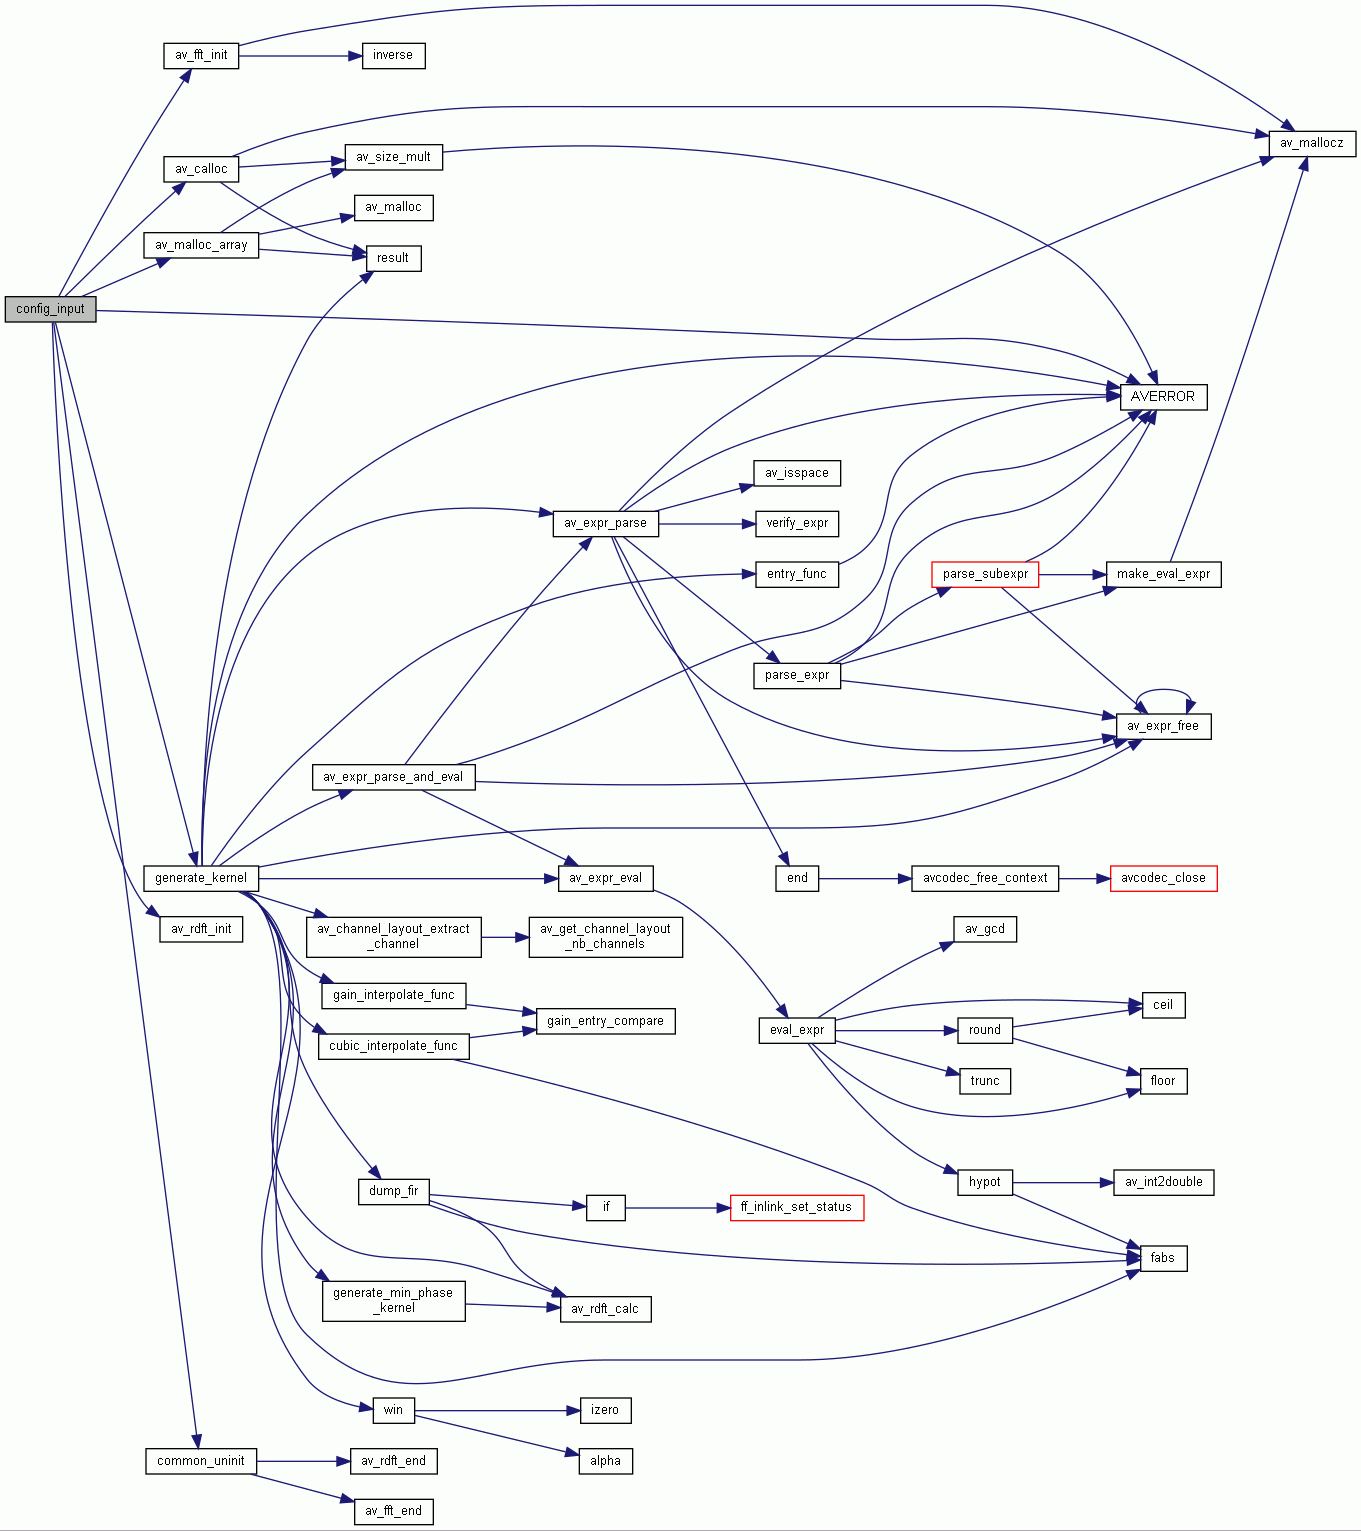 av_fft_init
inverse
av_mallocz
av_calloc
av_size_mult
av_malloc
av_malloc_array
result
config_input
AVERROR
av_isspace
av_expr_parse
verify_expr
entry_func
parse_subexpr
make_eval_expr
parse_expr
av_expr_free
av_expr_parse_and_eval
generate_kernel
av_expr_eval
end
avcodec_free_context
avcodec_close
av_rdft_init
av_channel_layout_extract
_channel
av_get_channel_layout
_nb_channels
av_gcd
gain_interpolate_func
gain_entry_compare
cubic_interpolate_func
eval_expr
round
ceil
trunc
floor
dump_fir
if
ff_inlink_set_status
hypot
av_int2double
fabs
generate_min_phase
_kernel
av_rdft_calc
win
izero
alpha
common_uninit
av_rdft_end
av_fft_end